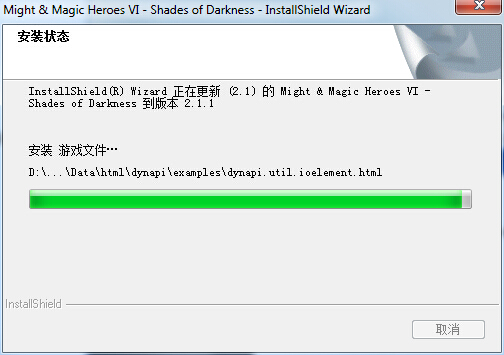 Might & Magic Heroes VI - Shades of Darkness - InstallShield Wizard
安装状态
InstallShield(R) Wizard 正在更新 (2.1) 的 Might & Magic Heroes VI -
Shades of Darkness 到版本 2.1.1
安装 游戏文件…
D:\...\Data\html\dynapi\examples\dynapi.util.ioelement.html
InstallShield
取消